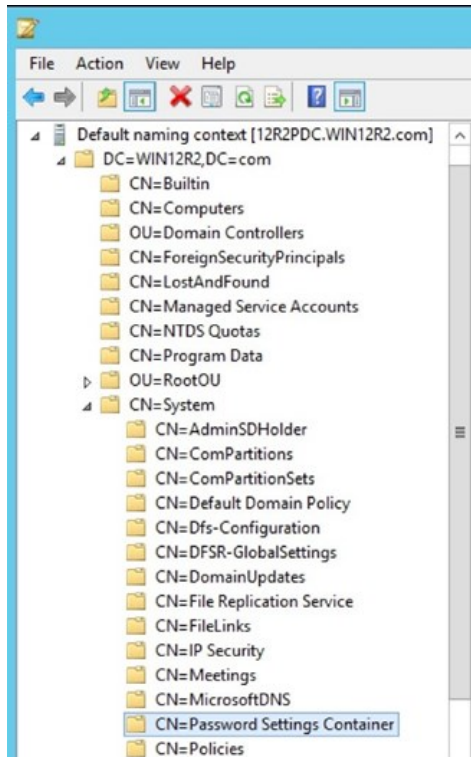 File Action View Help
Default naming context [12R2PDC.WIN12R2.com]
DC=WIN12R2,DC=com
CN=Builtin
CN=Computers
OU=Domain Controllers
CN=ForeignSecurityPrincipals
CN=LostAndFound
CN=Managed Service Accounts
CN=NTDS Quotas
CN=Program Data
OU=RootOU
CN=System
CN=AdminSDHolder
CN=ComPartitions
CN=ComPartitionSets
CN=Default Domain Policy
CN=Dfs-Configuration
CN=DFSR-GlobalSettings
CN=DomainUpdates
CN=File Replication Service
CN=FileLinks
CN=IP Security
CN=Meetings
CN=MicrosoftDNS
CN=Password Settings Container
CN=Policies